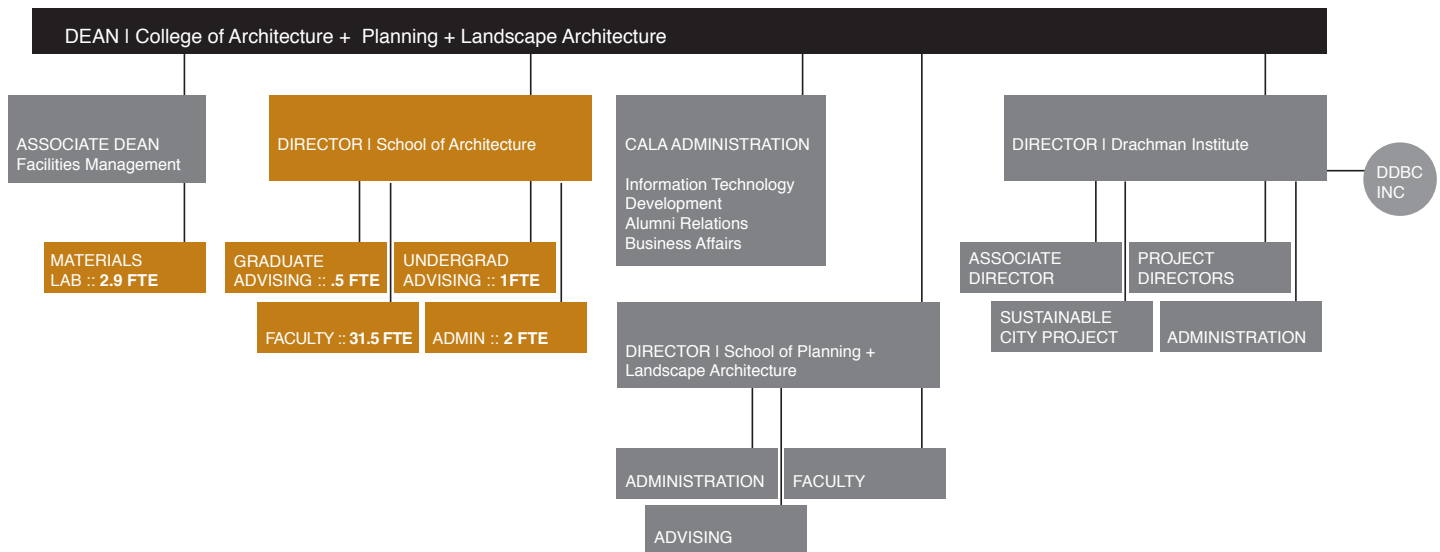 DEAN | College of Architecture + Planning + Landscape Architecture
ASSOCIATE DEAN
Facilities Management
DIRECTOR | School of Architecture
CALA ADMINISTRATION
Information Technology
Development
Alumni Relations
Business Affairs
DIRECTOR | Drachman Institute
DDBC
INC
MATERIALS
LAB :: 2.9 FTE
GRADUATE
ADVISING :: .5 FTE
UNDERGRAD
ADVISING :: 1FTE
FACULTY :: 31.5 FTE
ADMIN :: 2 FTE
ASSOCIATE
DIRECTOR
PROJECT
DIRECTORS
SUSTAINABLE
CITY PROJECT
ADMINISTRATION
DIRECTOR | School of Planning +
Landscape Architecture
ADMINISTRATION
FACULTY
ADVISING